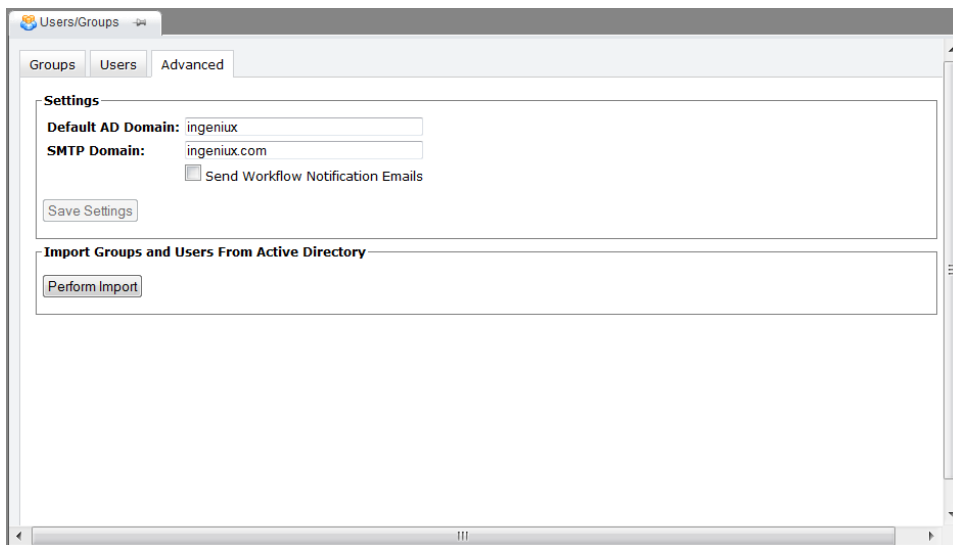 Users/Groups
Groups Users Advanced
Settings
Default AD Domain: ingeniux
SMTP Domain: ingeniux.com
Send Workflow Notification Emails
Save Settings
Import Groups and Users From Active Directory
Perform Import